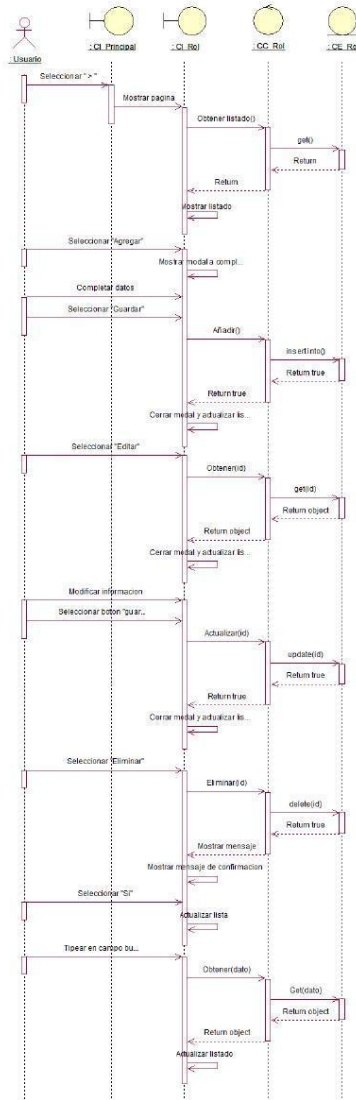 : Usuario
: CI_Principal
: CI_Rol
: CC_Rol
: CE_Ro
Seleccionar " > "
Mostrar pagina
Obtener listado()
get()
Return
Return
Mostrar listado
Seleccionar "Agregar"
Mostrar modal a compl...
Completar datos
Seleccionar "Guardar"
Añadir()
insertinto()
Return true
Return true
Cerrar modal y actualizar lis...
Seleccionar "Editar"
Obtener(id)
get(id)
Return object
Return object
Cerrar modal y actualizar lis...
Modificar informacion
Seleccionar boton "guar...
Actualizar(id)
update(id)
Return true
Return true
Cerrar modal y actualizar lis...
Seleccionar "Eliminar"
Eliminar(id)
delete(id)
Return true
Mostrar mensaje
Mostrar mensaje de confirmacion
Seleccionar "Si"
Actualizar lista
Tipear en campo bu...
Obtener(dato)
Get(dato)
Return object
Return object
Actualizar listado